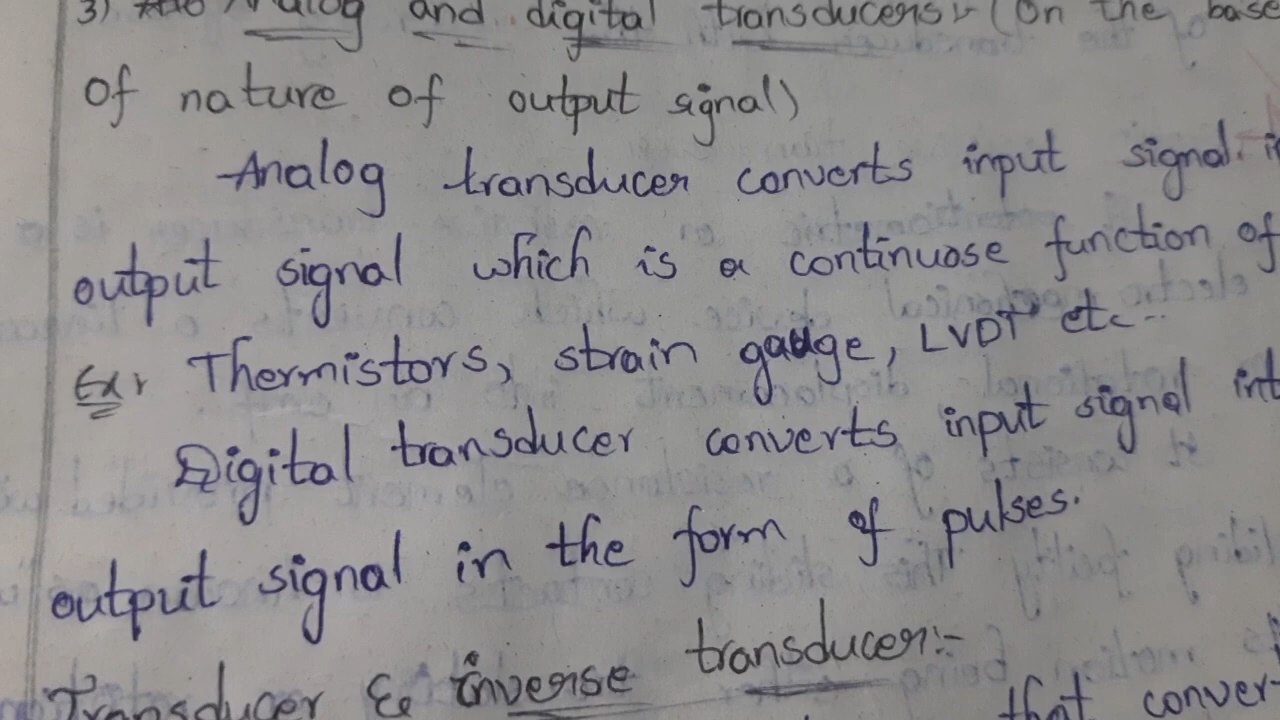 3) Analog and digital transducers:- (On the base
of nature of output signal)
Analog transducer converts input signal
output signal which is a continuose function of
Ex:- Thermistors, strain gauge, LVDT etc..
Digital transducer converts input signal int
output signal in the form of pulses.
Transducer & inverse transducer:-
that conver-